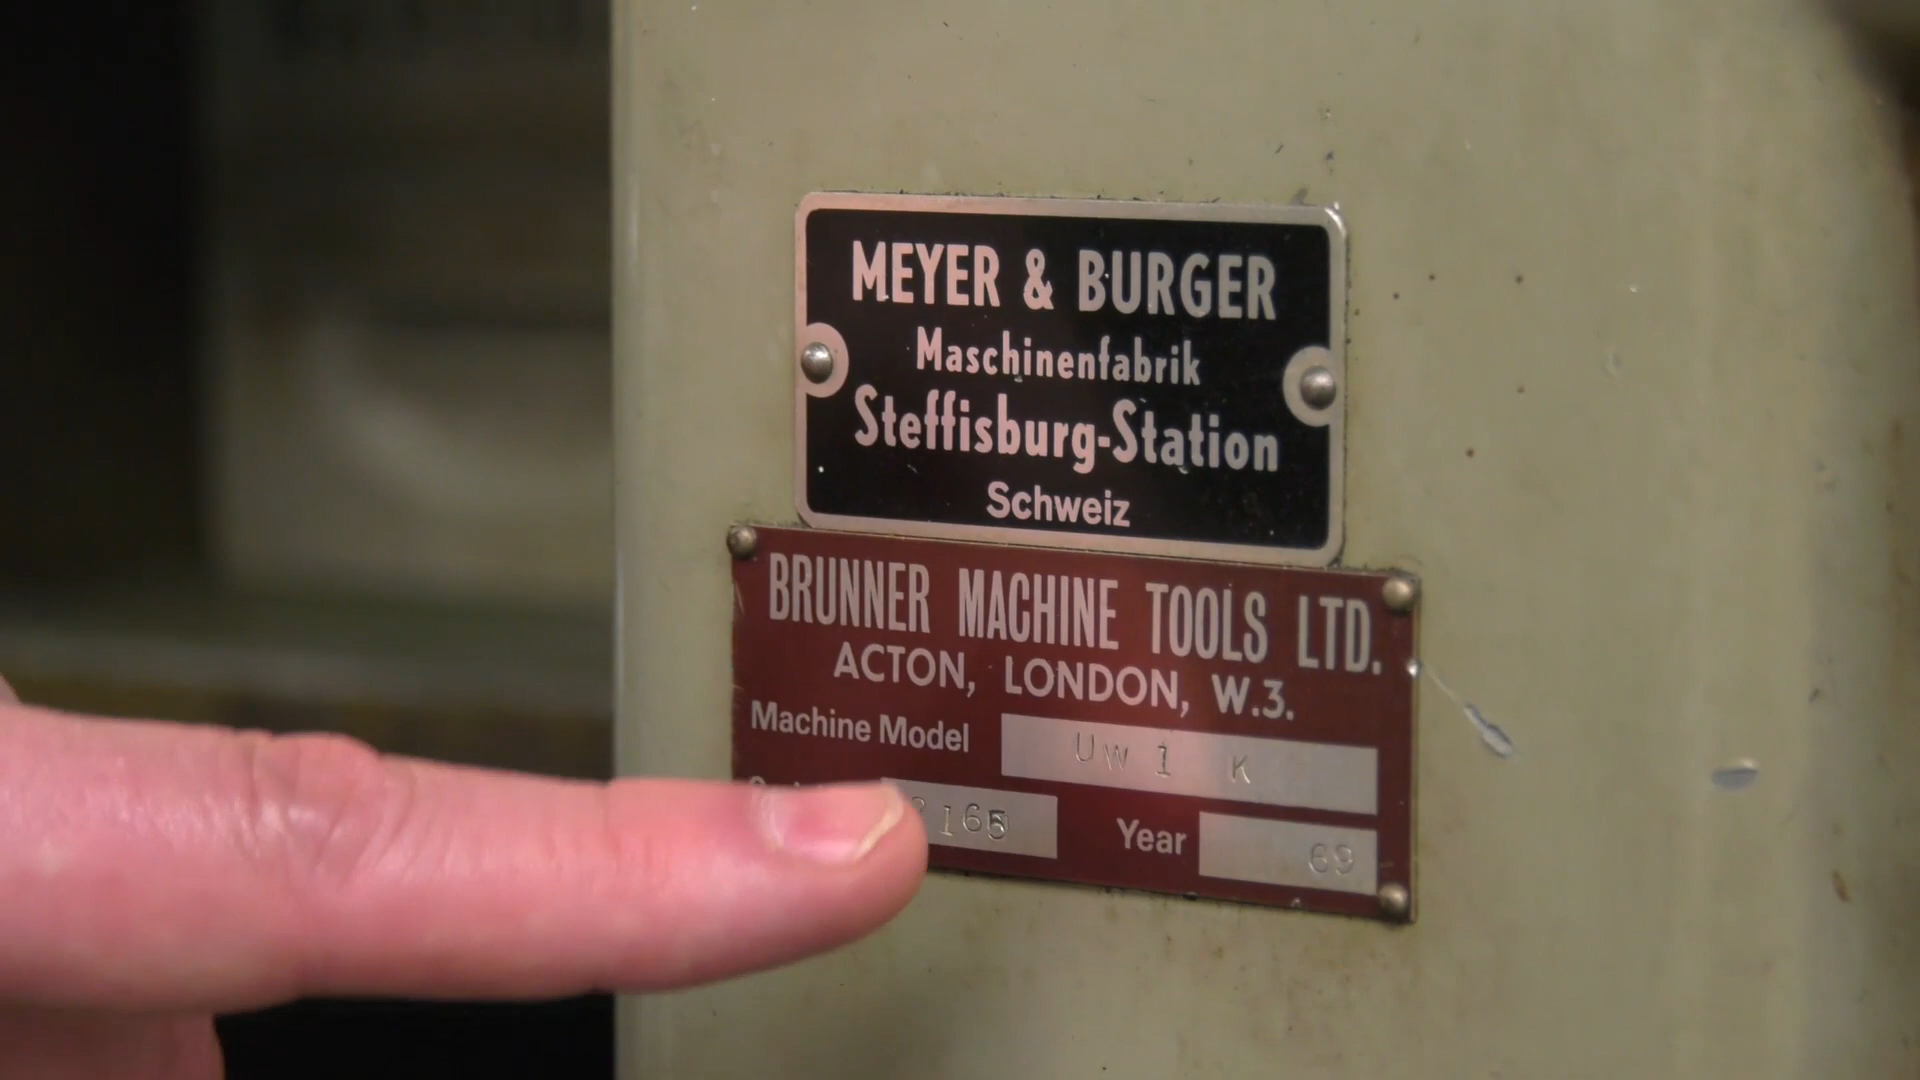 MEYER & BURGER
Maschinenfabrik
Steffisburg-Station
Schweiz
BRUNNER MACHINE TOOLS LTD.
ACTON, LONDON, W.3.
Machine Model UW 1 K
Year 69